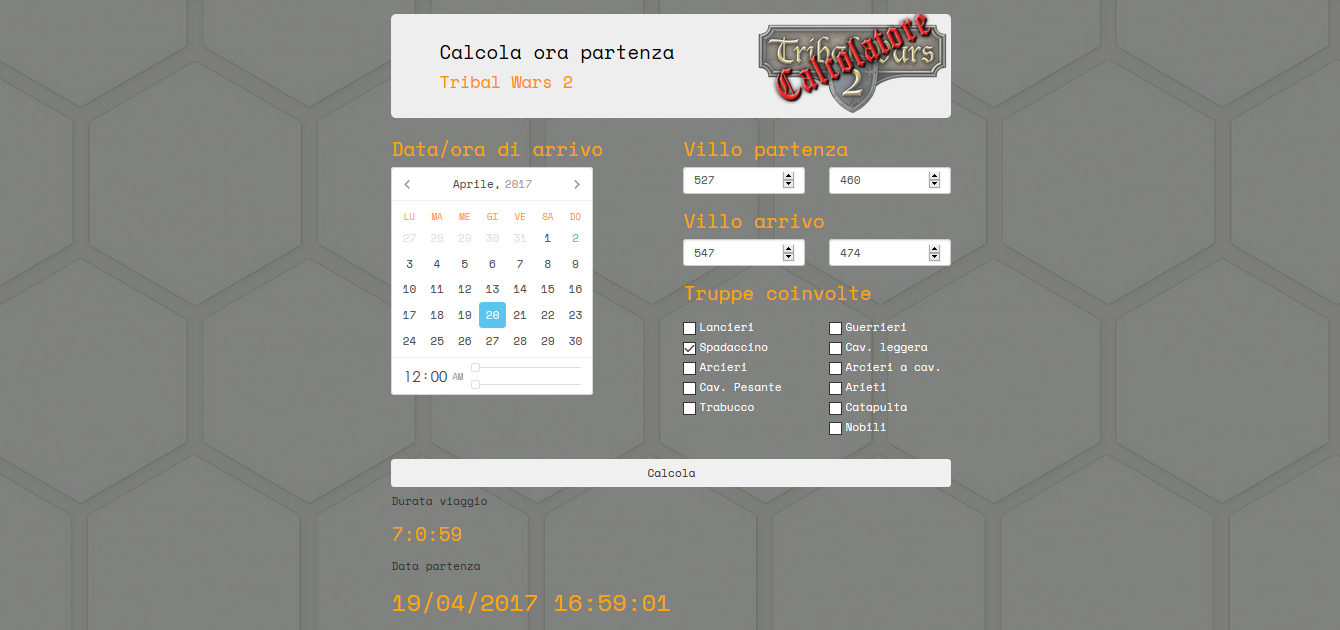 Calcola ora partenza
Tribal Wars 2
Tribal Wars
2
Calcolatore
Data/ora di arrivo
Aprile, 2017
LU MA ME GI VE SA DO
27 28 29 30 31 1 2
3 4 5 6 7 8 9
10 11 12 13 14 15 16
17 18 19 20 21 22 23
24 25 26 27 28 29 30
12:00 AM
Villo partenza
527 460
Villo arrivo
547 474
Truppe coinvolte
Lancieri Guerrieri
Spadaccino Cav. leggera
Arcieri Arcieri a cav.
Cav. Pesante Arieti
Trabucco Catapulta
Nobili
Calcola
Durata viaggio
7:0:59
Data partenza
19/04/2017 16:59:01